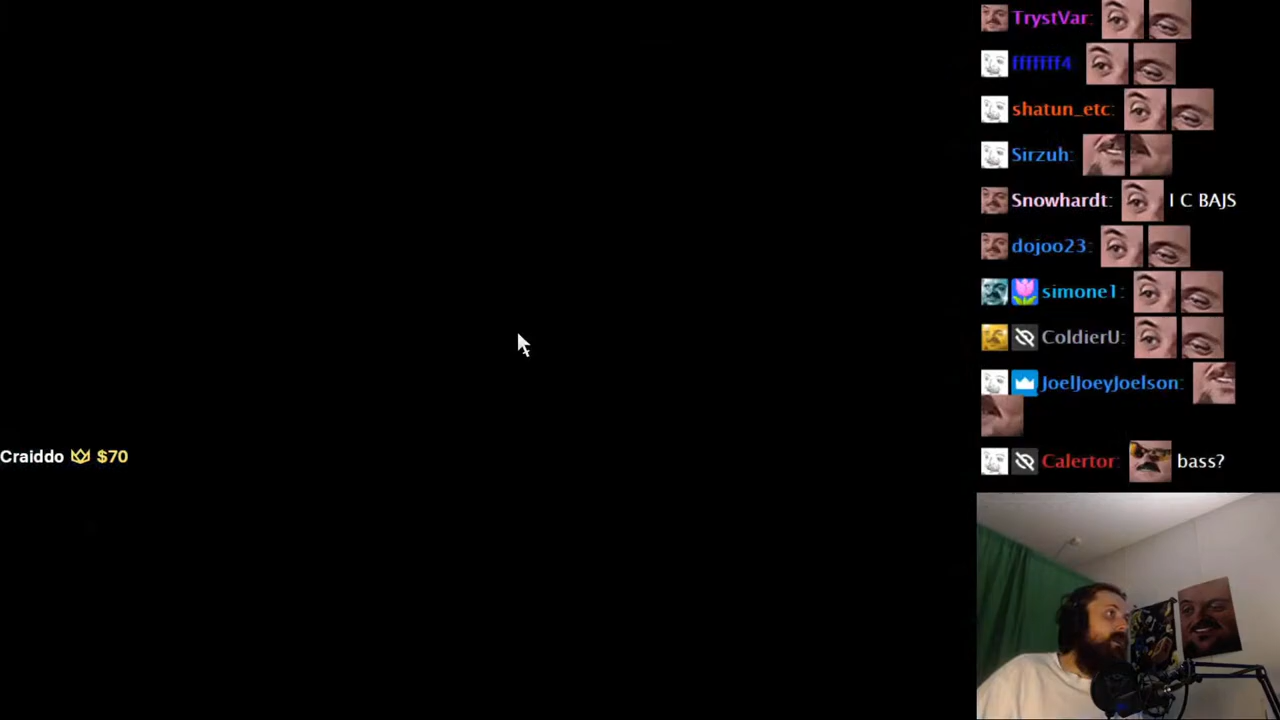 TrystVar:
fffffff4
shatun_etc:
Sirzuh:
Snowhardt: I C BAJS
dojoo23:
simone1:
ColdierU:
JoelJoeyJoelson:
Craiddo $70
Calertor: bass?